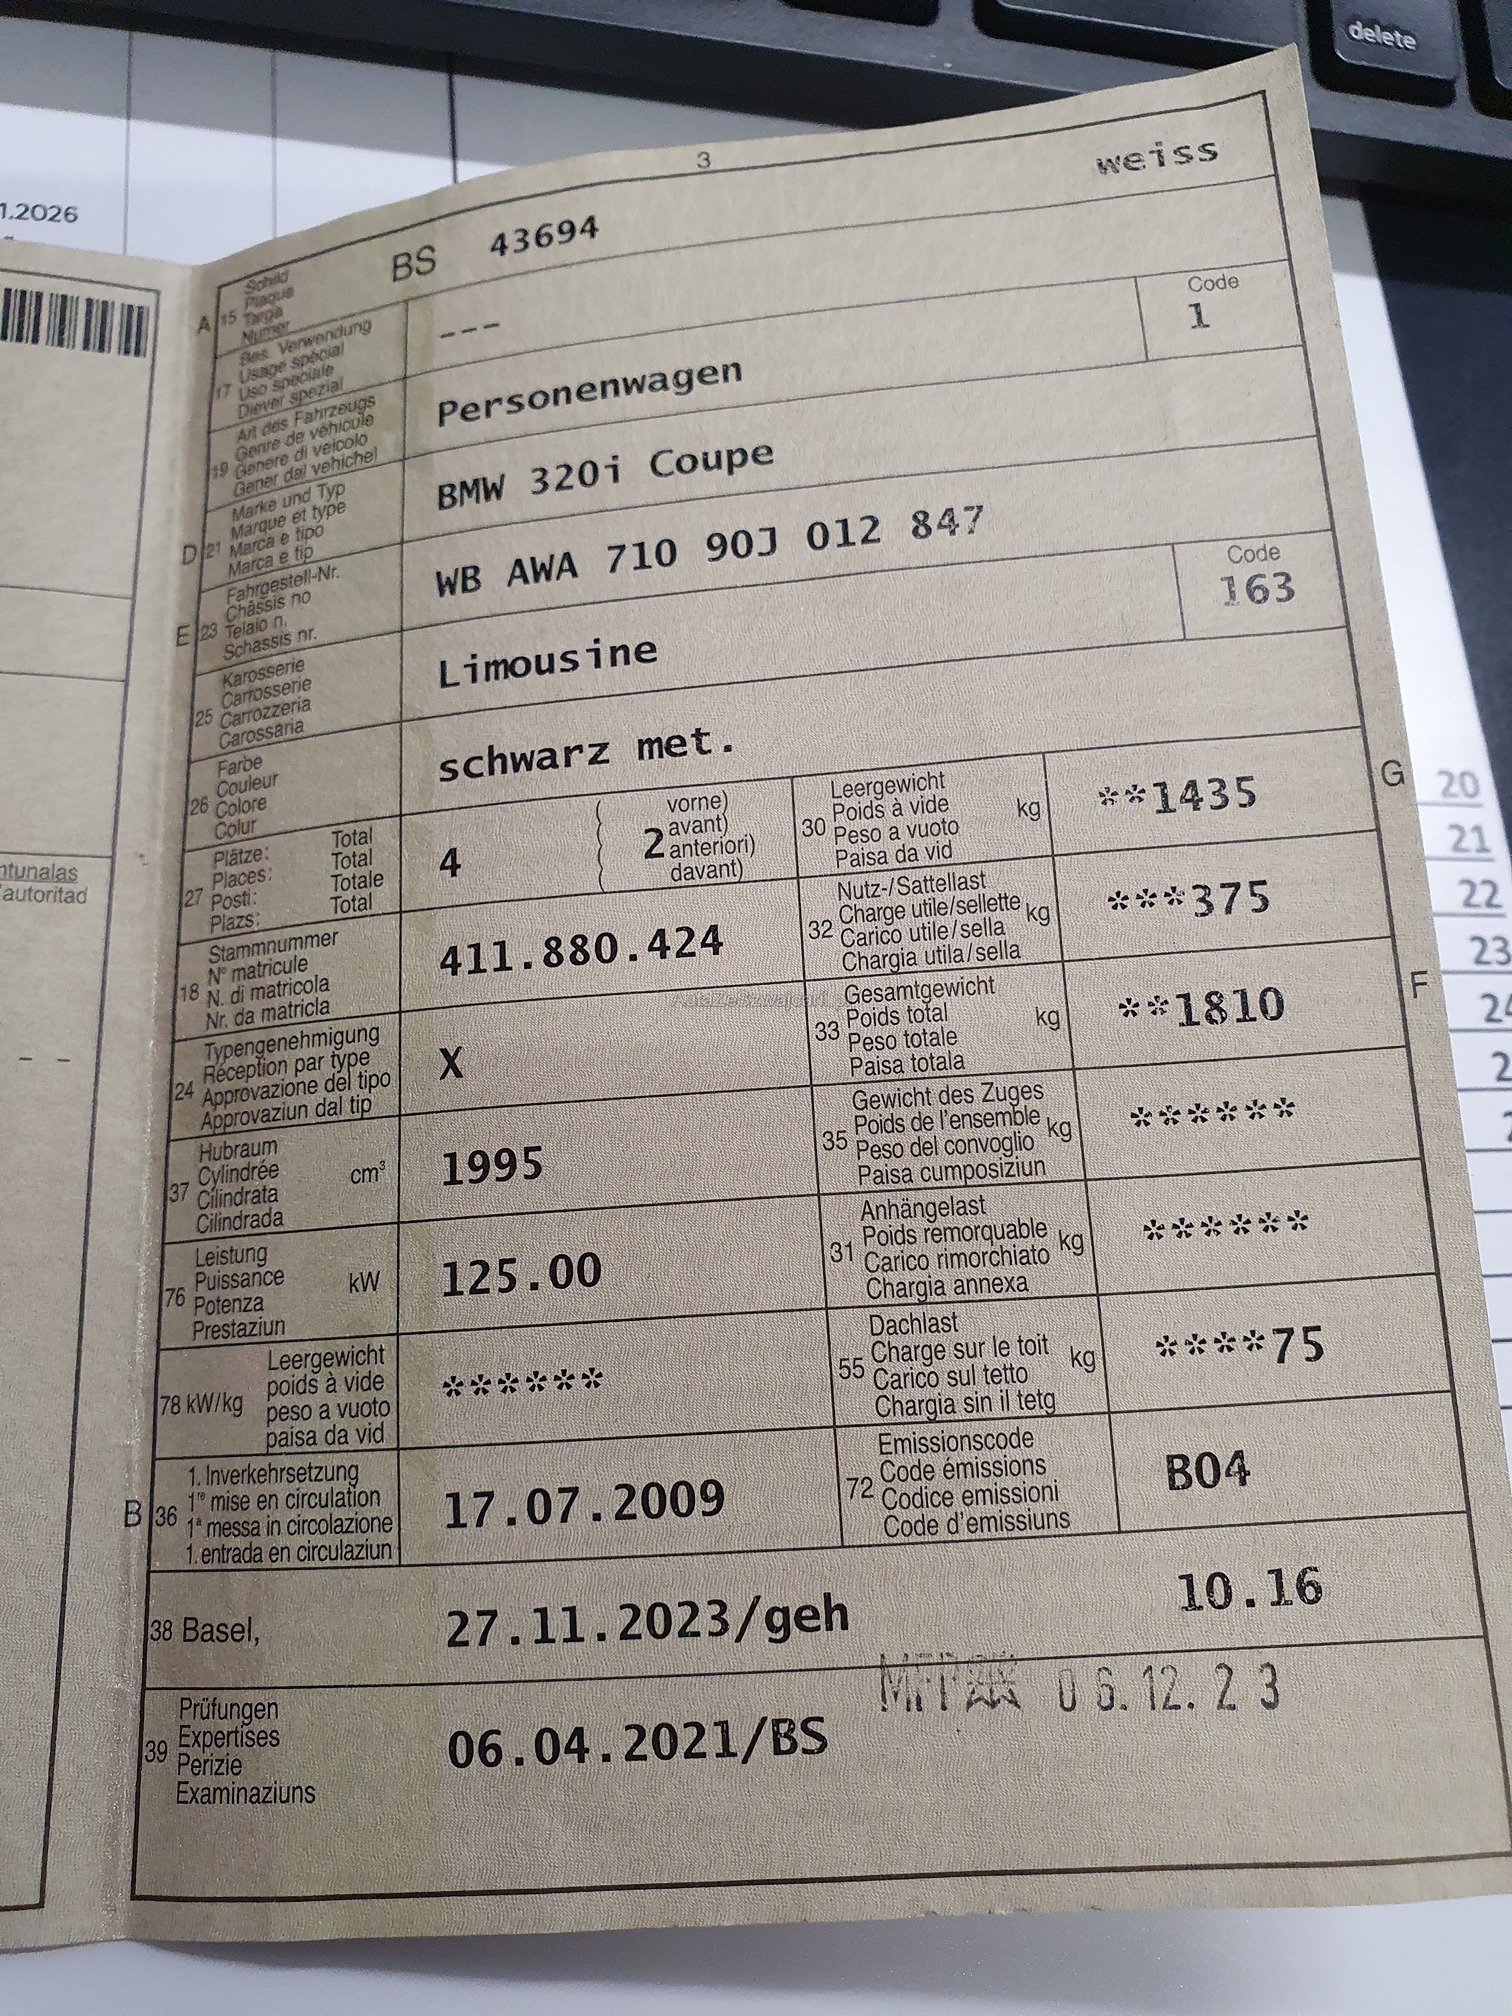 delete
1.2026
3
weiss
A 15 Schild Plaque Targa Numer
BS 43694
17 Bes. Verwendung Usage spécial Uso speciale Diever spezial
---
Code
1
19 Art des Fahrzeugs Genre de véhicule Genere di veicolo Gener dal vehichel
Personenwagen
D 21 Marke und Typ Marque et type Marca e tipo Marca e tip
BMW 320i Coupe
E 23 Fahrgestell-Nr. Châssis no Telaio n. Schassis nr.
WB AWA 710 90J 012 847
25 Karosserie Carrosserie Carrozzeria Carossaria
Limousine
Code
163
26 Farbe Couleur Colore Colur
schwarz met.
27 Plätze: Total Places: Total Posti: Totale Plazs: Total
4
2 vorne) avant) anteriori) davant)
30 Leergewicht Poids à vide Peso a vuoto Paisa da vid kg
**1435
G
18 Stammnummer N° matricule N. di matricola Nr. da matricla
411.880.424
32 Nutz-/Sattellast Charge utile/sellette Carico utile/sella Chargia utila/sella kg
***375
24 Typengenehmigung Réception par type Approvazione del tipo Approvaziun dal tip
X
33 Gesamtgewicht Poids total Peso totale Paisa totala kg
**1810
F
37 Hubraum Cylindrée Cilindrata Cilindrada cm³
1995
35 Gewicht des Zuges Poids de l'ensemble Peso del convoglio Paisa cumposiziun kg
******
76 Leistung Puissance Potenza Prestaziun kW
125.00
31 Anhängelast Poids remorquable Carico rimorchiato Chargia annexa kg
******
78 kW/kg Leergewicht poids à vide peso a vuoto paisa da vid
******
55 Dachlast Charge sur le toit Carico sul tetto Chargia sin il tetg kg
****75
B 36 1. Inverkehrsetzung 1re mise en circulation 1a messa in circolazione 1. entrada en circulaziun
17.07.2009
72 Emissionscode Code émissions Codice emissioni Code d'emissiuns
B04
38 Basel,
27.11.2023/geh
10.16
06.12.23
39 Prüfungen Expertises Perizie Examinaziuns
06.04.2021/BS
ntunalas
autoritad
- -
20
21
22
23